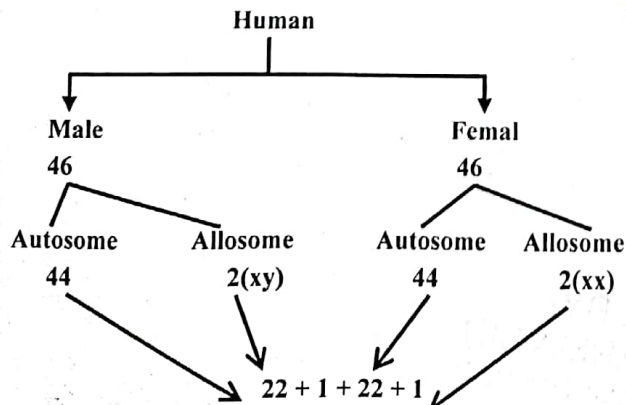 Human
Male Femal
46 46
Autosome Allosome Autosome Allosome
44 2(xy) 44 2(xx)
22 + 1 + 22 + 1